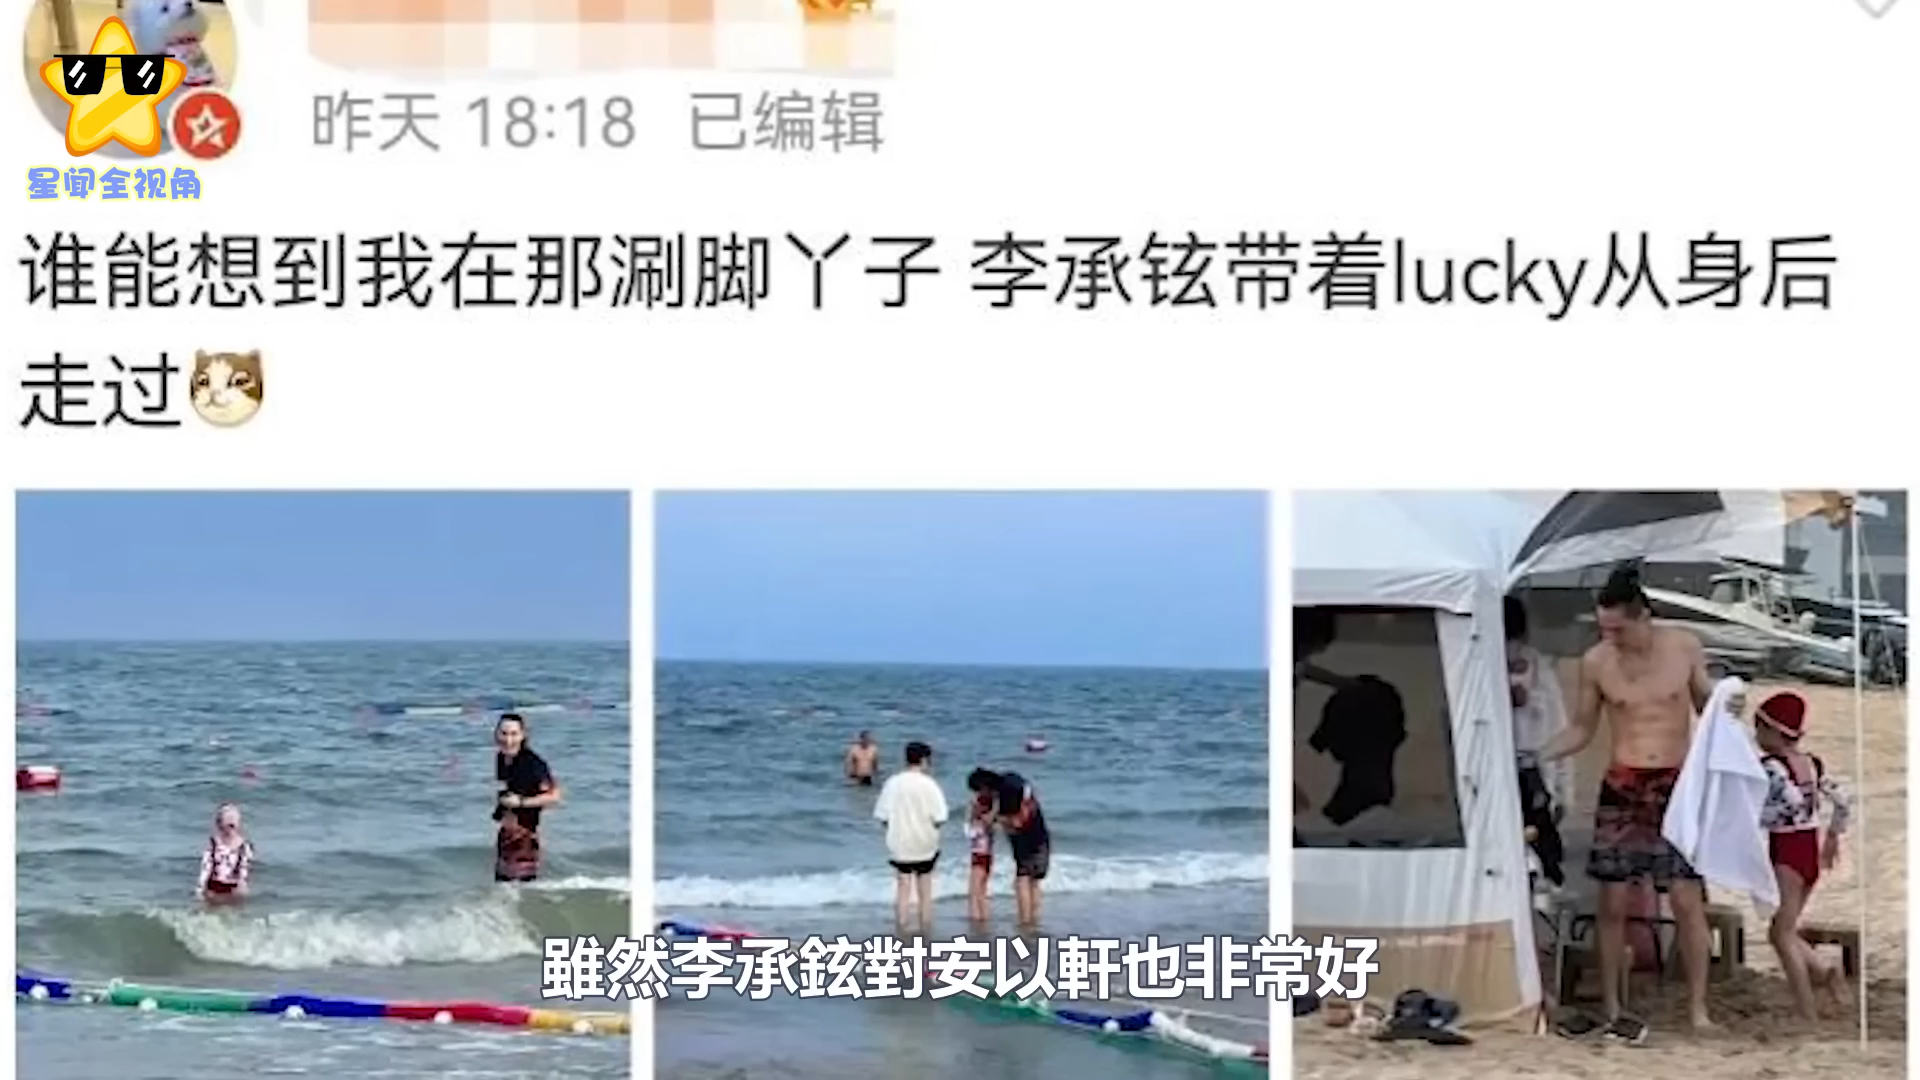 昨天 18:18 已编辑
星闻全视角
谁能想到我在那涮脚丫子 李承铉带着lucky从身后
走过
雖然李承鉉對安以軒也非常好